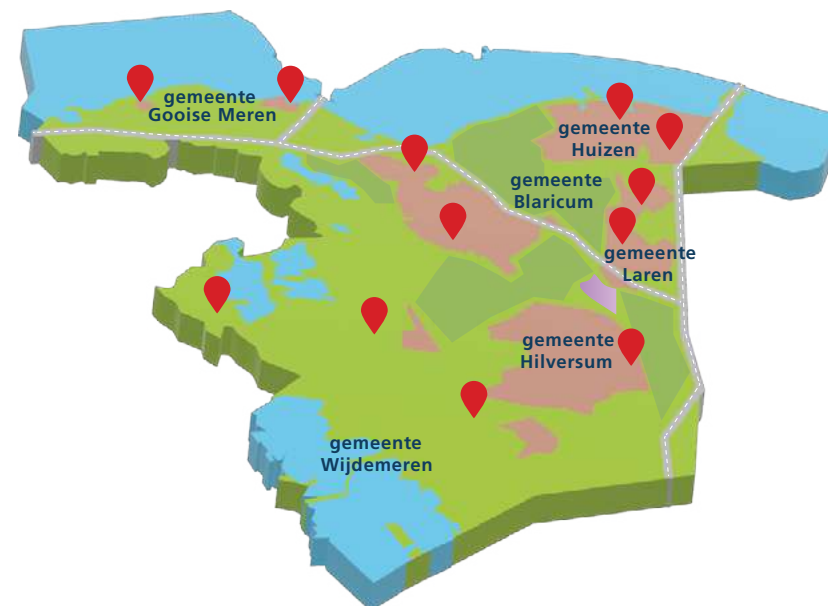 gemeente
Gooise Meren
gemeente
Huizen
gemeente
Blaricum
gemeente
Laren
gemeente
Hilversum
gemeente
Wijdemeren